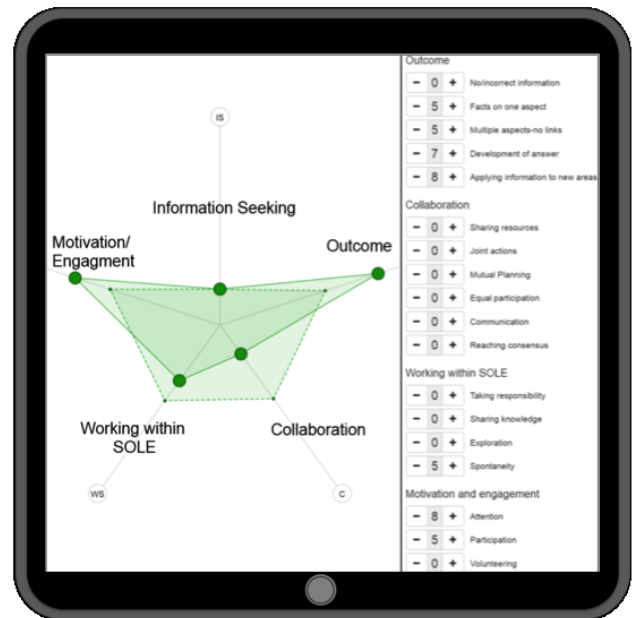 IS
Information Seeking
Motivation/
Engagment
Outcome
Working within
SOLE
Collaboration
WS
C
Outcome
− 0 + No/incorrect information
− 5 + Facts on one aspect
− 5 + Multiple aspects-no links
− 7 + Development of answer
− 8 + Applying information to new areas
Collaboration
− 0 + Sharing resources
− 0 + Joint actions
− 0 + Mutual Planning
− 0 + Equal participation
− 0 + Communication
− 0 + Reaching consensus
Working within SOLE
− 0 + Taking responsibility
− 0 + Sharing knowledge
− 0 + Exploration
− 5 + Spontaneity
Motivation and engagement
− 8 + Attention
− 5 + Participation
− 0 + Volunteering